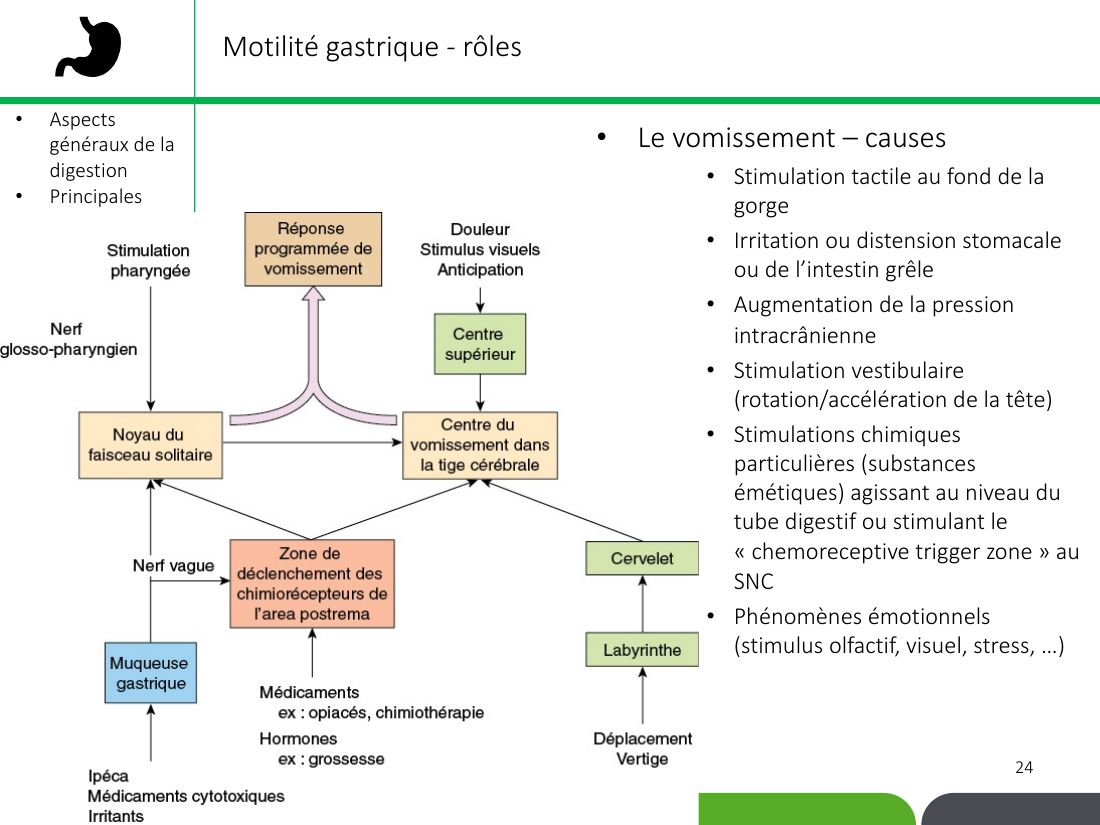 Motilité gastrique - rôles
• Aspects
généraux de la
digestion
• Principales
• Le vomissement – causes
• Stimulation tactile au fond de la
gorge
• Irritation ou distension stomacale
ou de l’intestin grêle
• Augmentation de la pression
intracrânienne
• Stimulation vestibulaire
(rotation/accélération de la tête)
• Stimulations chimiques
particulières (substances
émétiques) agissant au niveau du
tube digestif ou stimulant le
« chemoreceptive trigger zone » au
SNC
• Phénomènes émotionnels
(stimulus olfactif, visuel, stress, …)
Stimulation
pharyngée
Réponse
programmée de
vomissement
Douleur
Stimulus visuels
Anticipation
Nerf
glosso-pharyngien
Centre
supérieur
Noyau du
faisceau solitaire
Centre du
vomissement dans
la tige cérébrale
Nerf vague
Zone de
déclenchement des
chimiorécepteurs de
l’area postrema
Cervelet
Muqueuse
gastrique
Labyrinthe
Médicaments
ex : opiacés, chimiothérapie
Hormones
ex : grossesse
Déplacement
Vertige
Ipéca
Médicaments cytotoxiques
Irritants
24